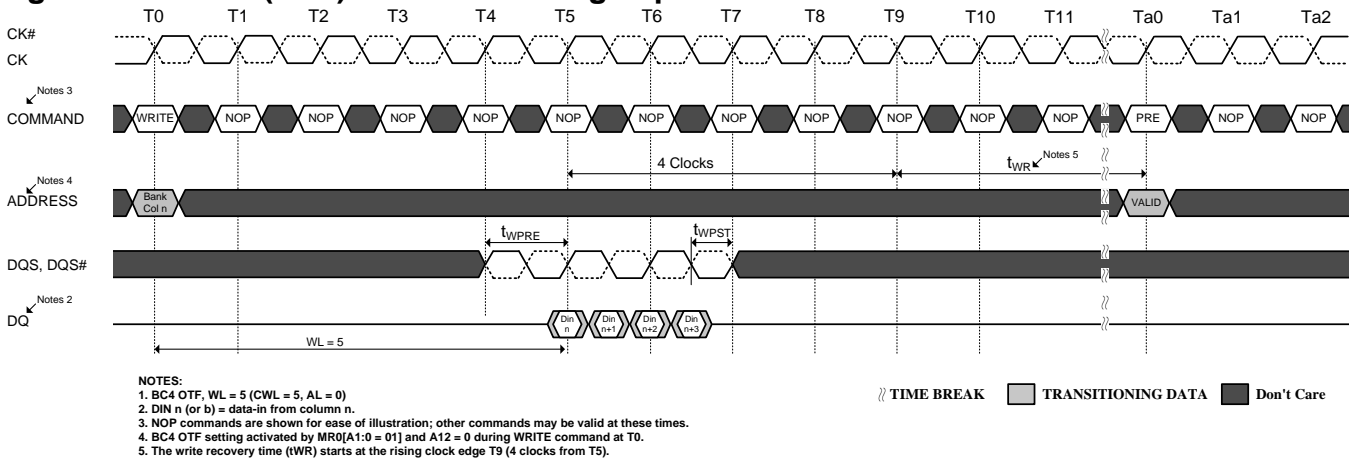 T0 T1 T2 T3 T4 T5 T6 T7 T8 T9 T10 T11 Ta0 Ta1 Ta2
CK#
CK
Notes 3
COMMAND WRITE NOP NOP NOP NOP NOP NOP NOP NOP NOP NOP NOP PRE NOP NOP
4 Clocks tWR Notes 5
Notes 4
ADDRESS Bank Col n VALID
tWPRE tWPST
DQS, DQS#
Notes 2
DQ Din n Din n+1 Din n+2 Din n+3
WL = 5
NOTES:
1. BC4 OTF, WL = 5 (CWL = 5, AL = 0)
2. DIN n (or b) = data-in from column n.
3. NOP commands are shown for ease of illustration; other commands may be valid at these times.
4. BC4 OTF setting activated by MR0[A1:0 = 01] and A12 = 0 during WRITE command at T0.
5. The write recovery time (tWR) starts at the rising clock edge T9 (4 clocks from T5).
TIME BREAK TRANSITIONING DATA Don't Care